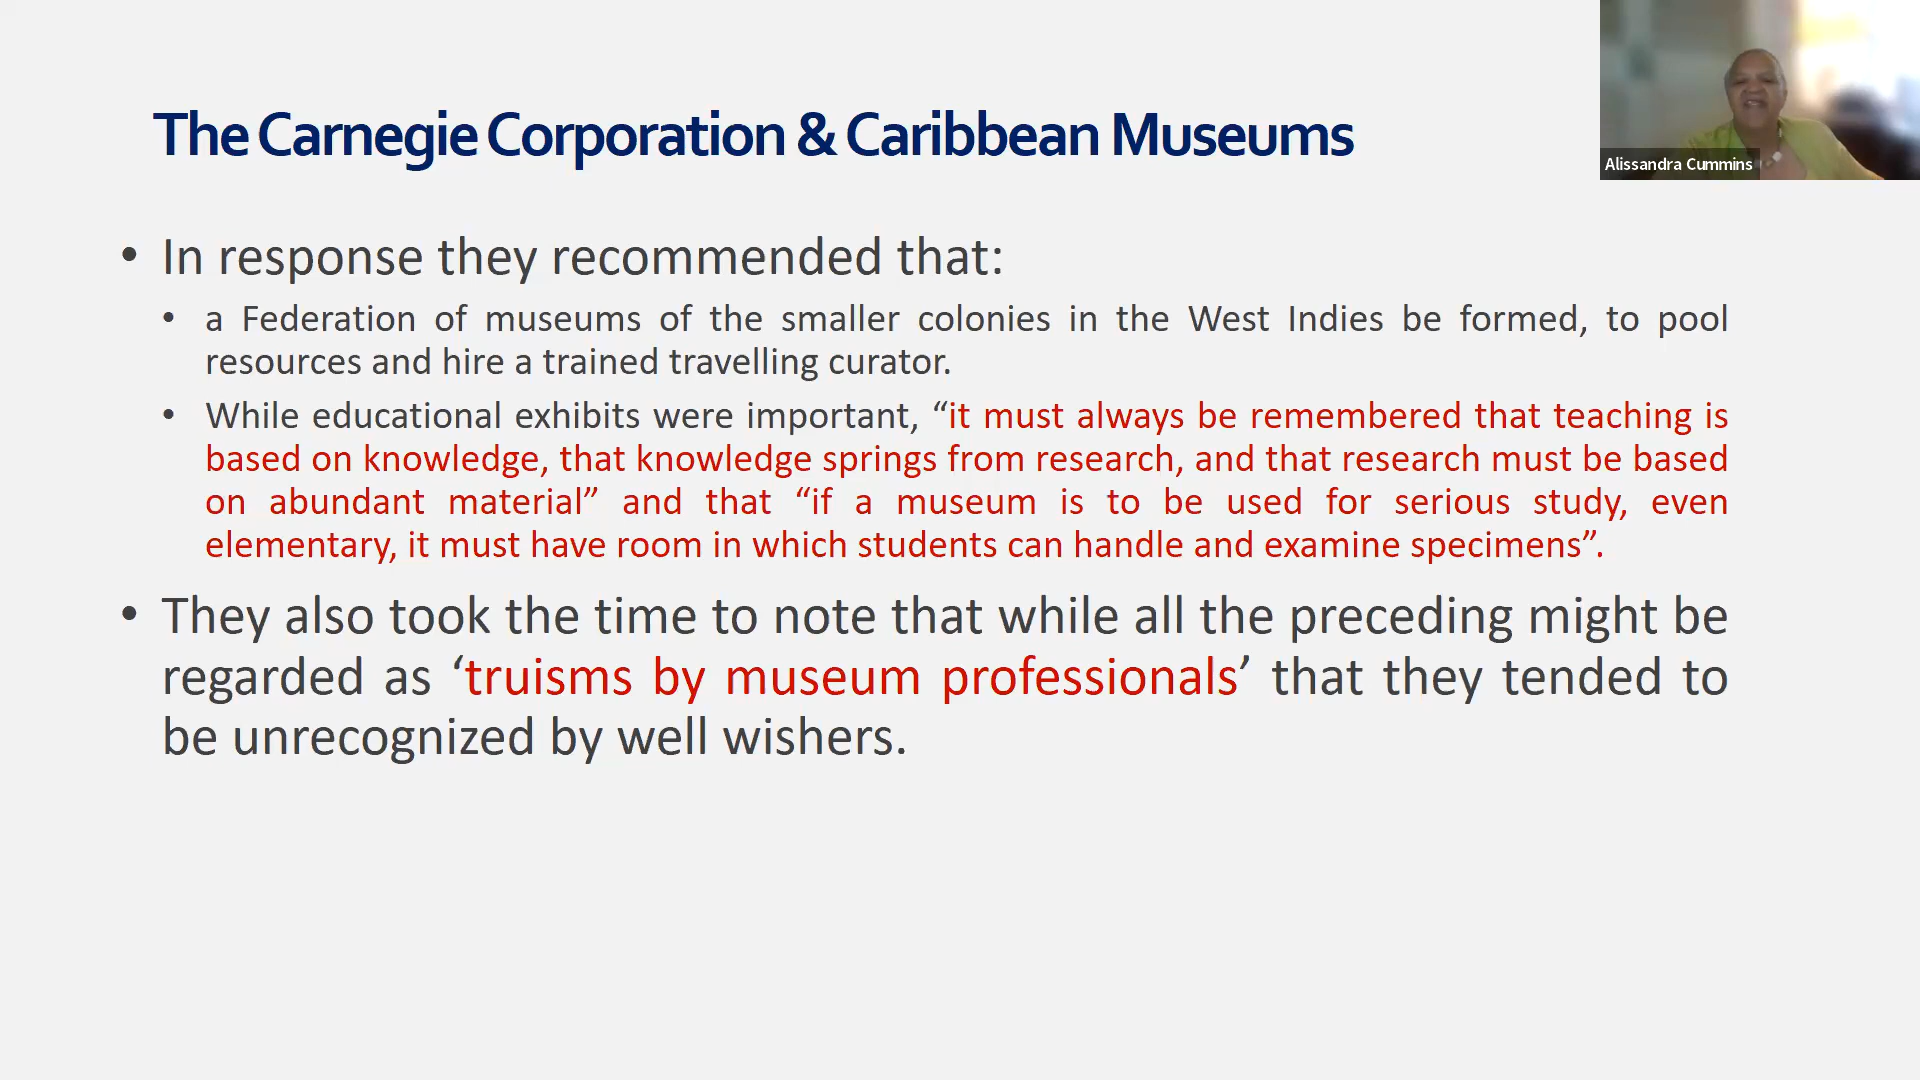 The Carnegie Corporation & Caribbean Museums
Alissandra Cummins
• In response they recommended that:
• a Federation of museums of the smaller colonies in the West Indies be formed, to pool
resources and hire a trained travelling curator.
• While educational exhibits were important, “it must always be remembered that teaching is
based on knowledge, that knowledge springs from research, and that research must be based
on abundant material” and that “if a museum is to be used for serious study, even
elementary, it must have room in which students can handle and examine specimens”.
• They also took the time to note that while all the preceding might be
regarded as ‘truisms by museum professionals’ that they tended to
be unrecognized by well wishers.